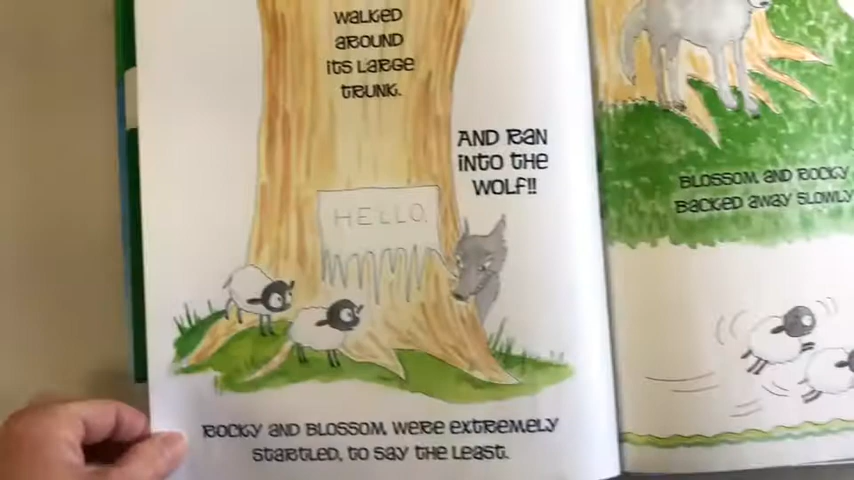 WALKED
AROUND
ITS LARGE
TRUNK.
AND RAN
INTO THE
WOLF!!
HELLO,
ROCKY AND BLOSSOM, WERE EXTREMELY
STARTLED, TO SAY THE LEAST.
BLOSSOM, AND ROCKY
BACKED AWAY SLOWLY